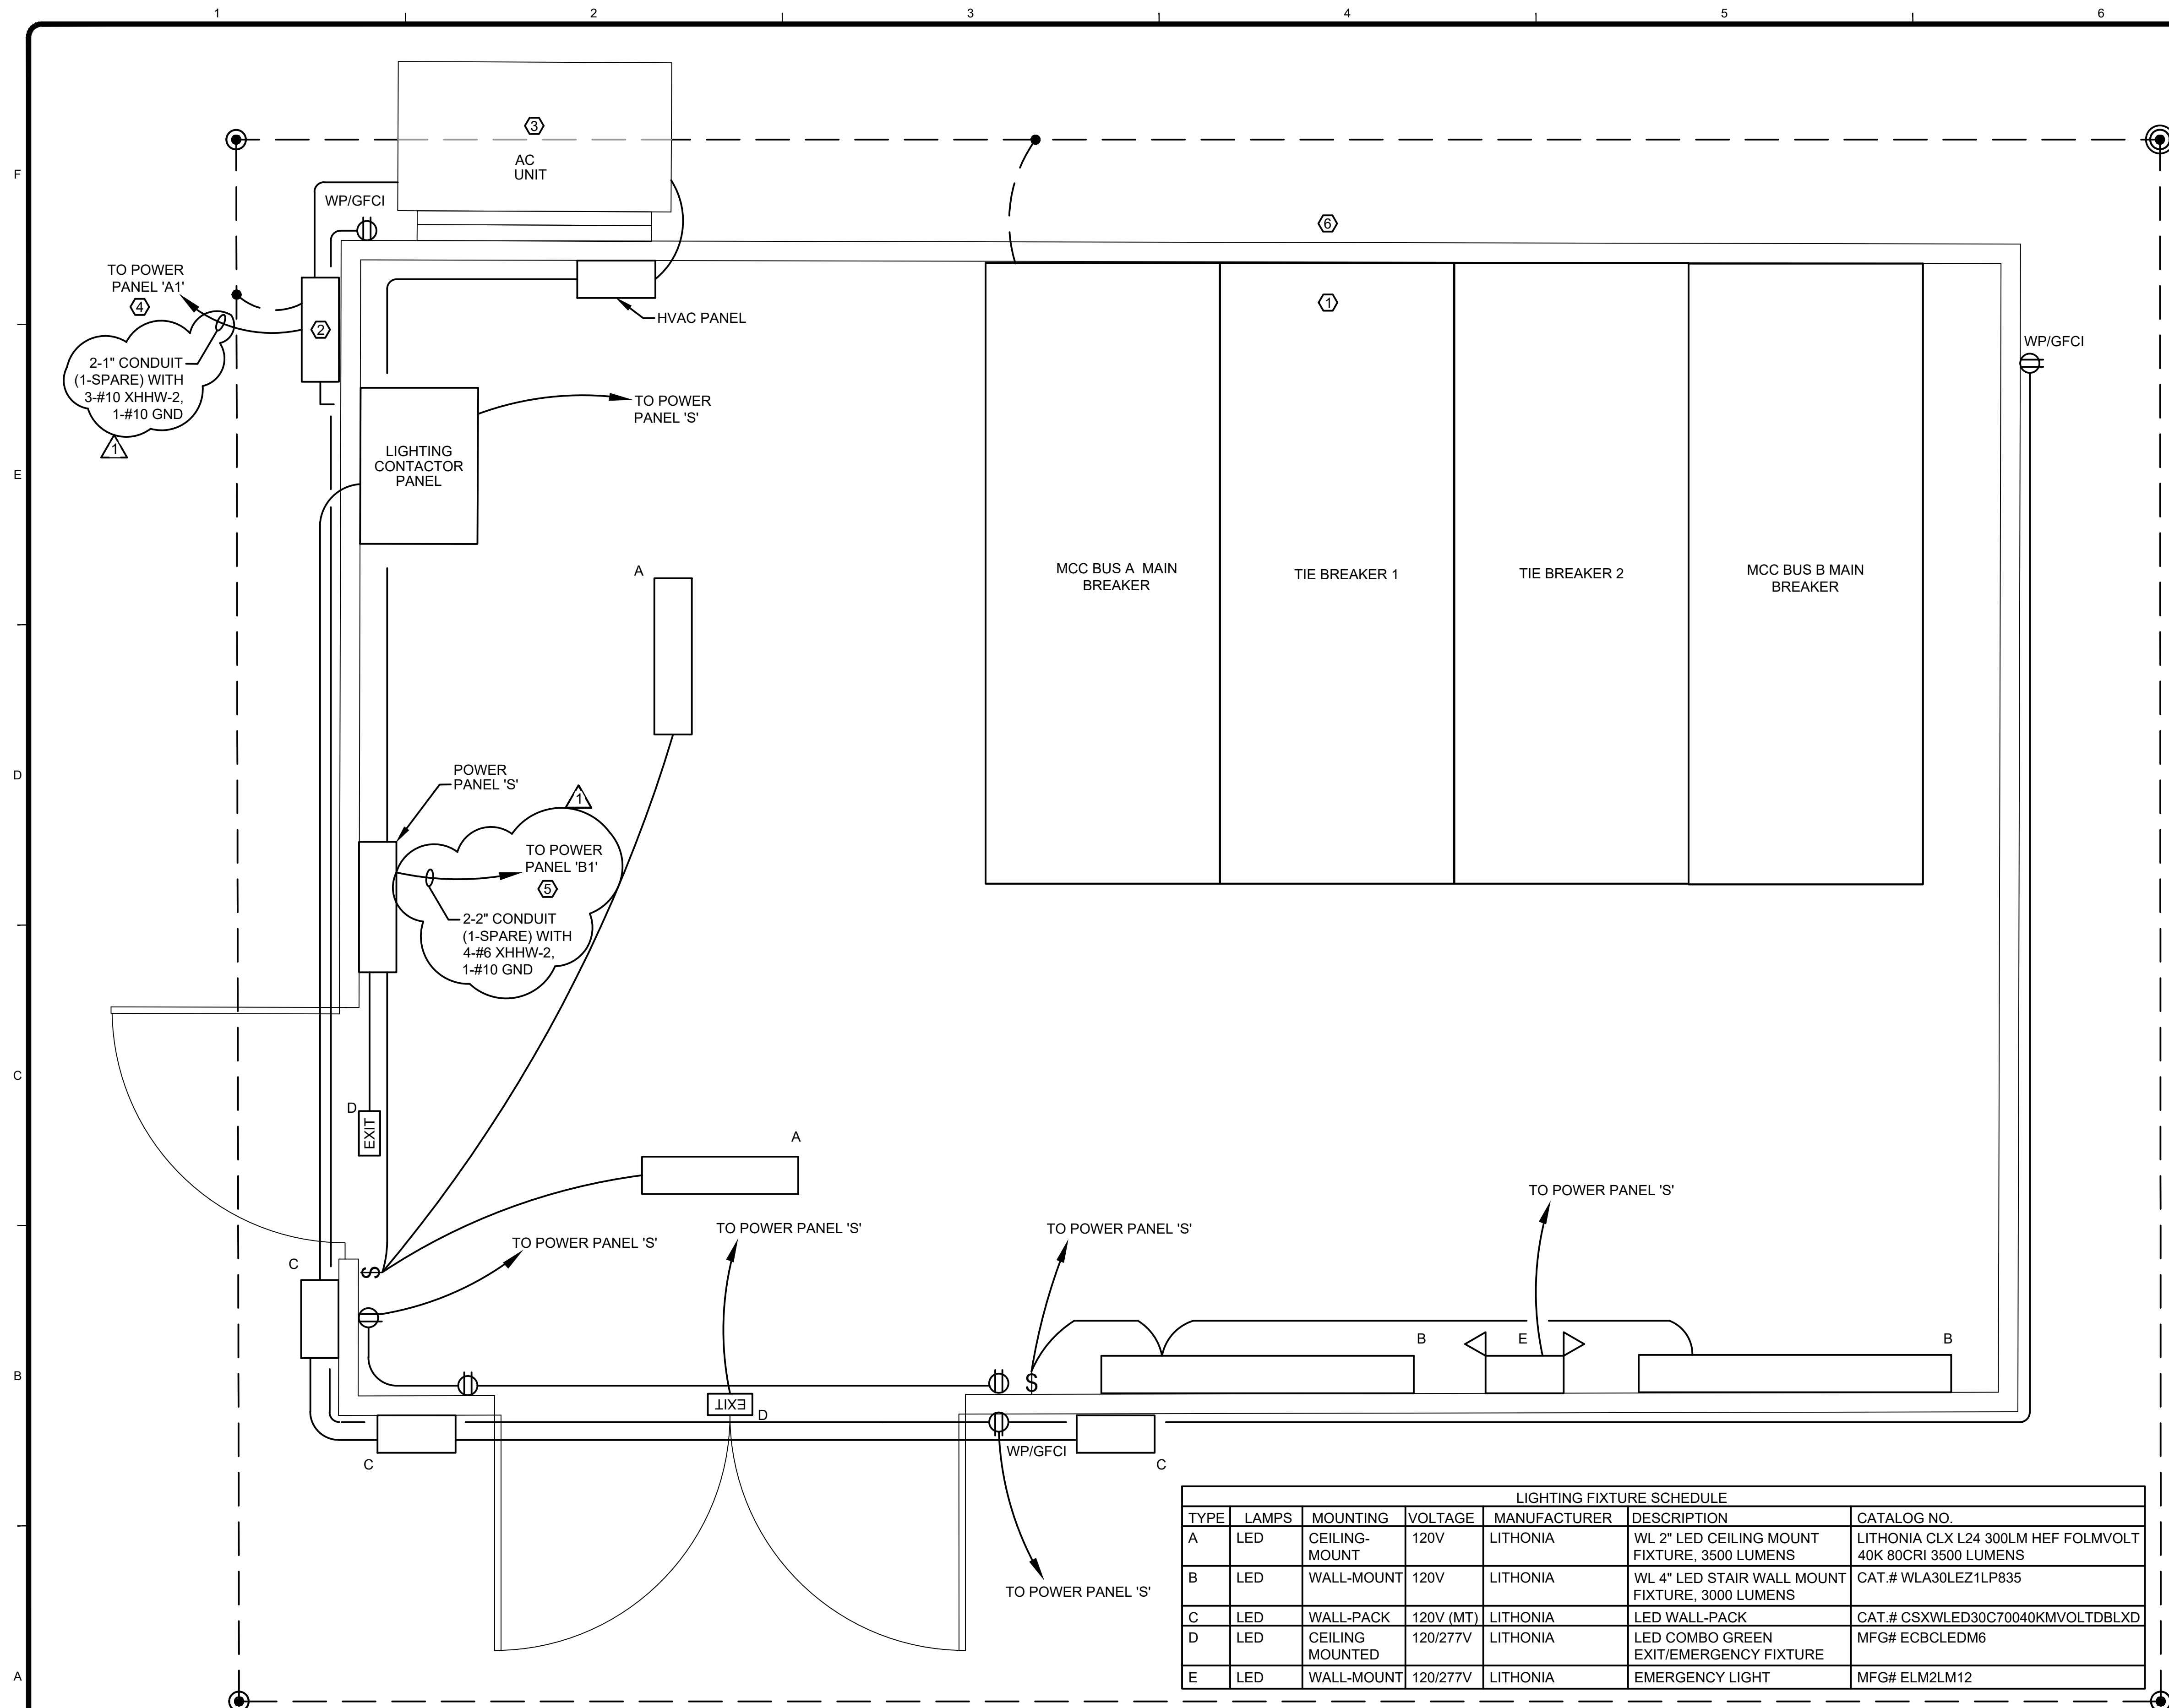 1 2 3 4 5 6
F
E
D
C
B
A
3
AC
UNIT
WP/GFCI
6
TO POWER
PANEL 'A1'
4
2
1
HVAC PANEL
2-1" CONDUIT
(1-SPARE) WITH
3-#10 XHHW-2,
1-#10 GND
1
WP/GFCI
TO POWER
PANEL 'S'
LIGHTING
CONTACTOR
PANEL
A
MCC BUS A MAIN
BREAKER
TIE BREAKER 1
TIE BREAKER 2
MCC BUS B MAIN
BREAKER
POWER
PANEL 'S'
1
TO POWER
PANEL 'B1'
5
2-2" CONDUIT
(1-SPARE) WITH
4-#6 XHHW-2,
1-#10 GND
D
EXIT
A
TO POWER PANEL 'S'
TO POWER PANEL 'S'
TO POWER PANEL 'S'
TO POWER PANEL 'S'
C
$
$
B
E
B
EXIT
D
C
WP/GFCI
C
TO POWER PANEL 'S'
LIGHTING FIXTURE SCHEDULE
TYPE LAMPS MOUNTING VOLTAGE MANUFACTURER DESCRIPTION CATALOG NO.
A LED CEILING- 120V LITHONIA WL 2" LED CEILING MOUNT LITHONIA CLX L24 300LM HEF FOLMVOLT
MOUNT FIXTURE, 3500 LUMENS 40K 80CRI 3500 LUMENS
B LED WALL-MOUNT 120V LITHONIA WL 4" LED STAIR WALL MOUNT CAT.# WLA30LEZ1LP835
FIXTURE, 3000 LUMENS
C LED WALL-PACK 120V (MT) LITHONIA LED WALL-PACK CAT.# CSXWLED30C70040KMVOLTDBLXD
D LED CEILING 120/277V LITHONIA LED COMBO GREEN MFG# ECBCLEDM6
MOUNTED EXIT/EMERGENCY FIXTURE
E LED WALL-MOUNT 120/277V LITHONIA EMERGENCY LIGHT MFG# ELM2LM12